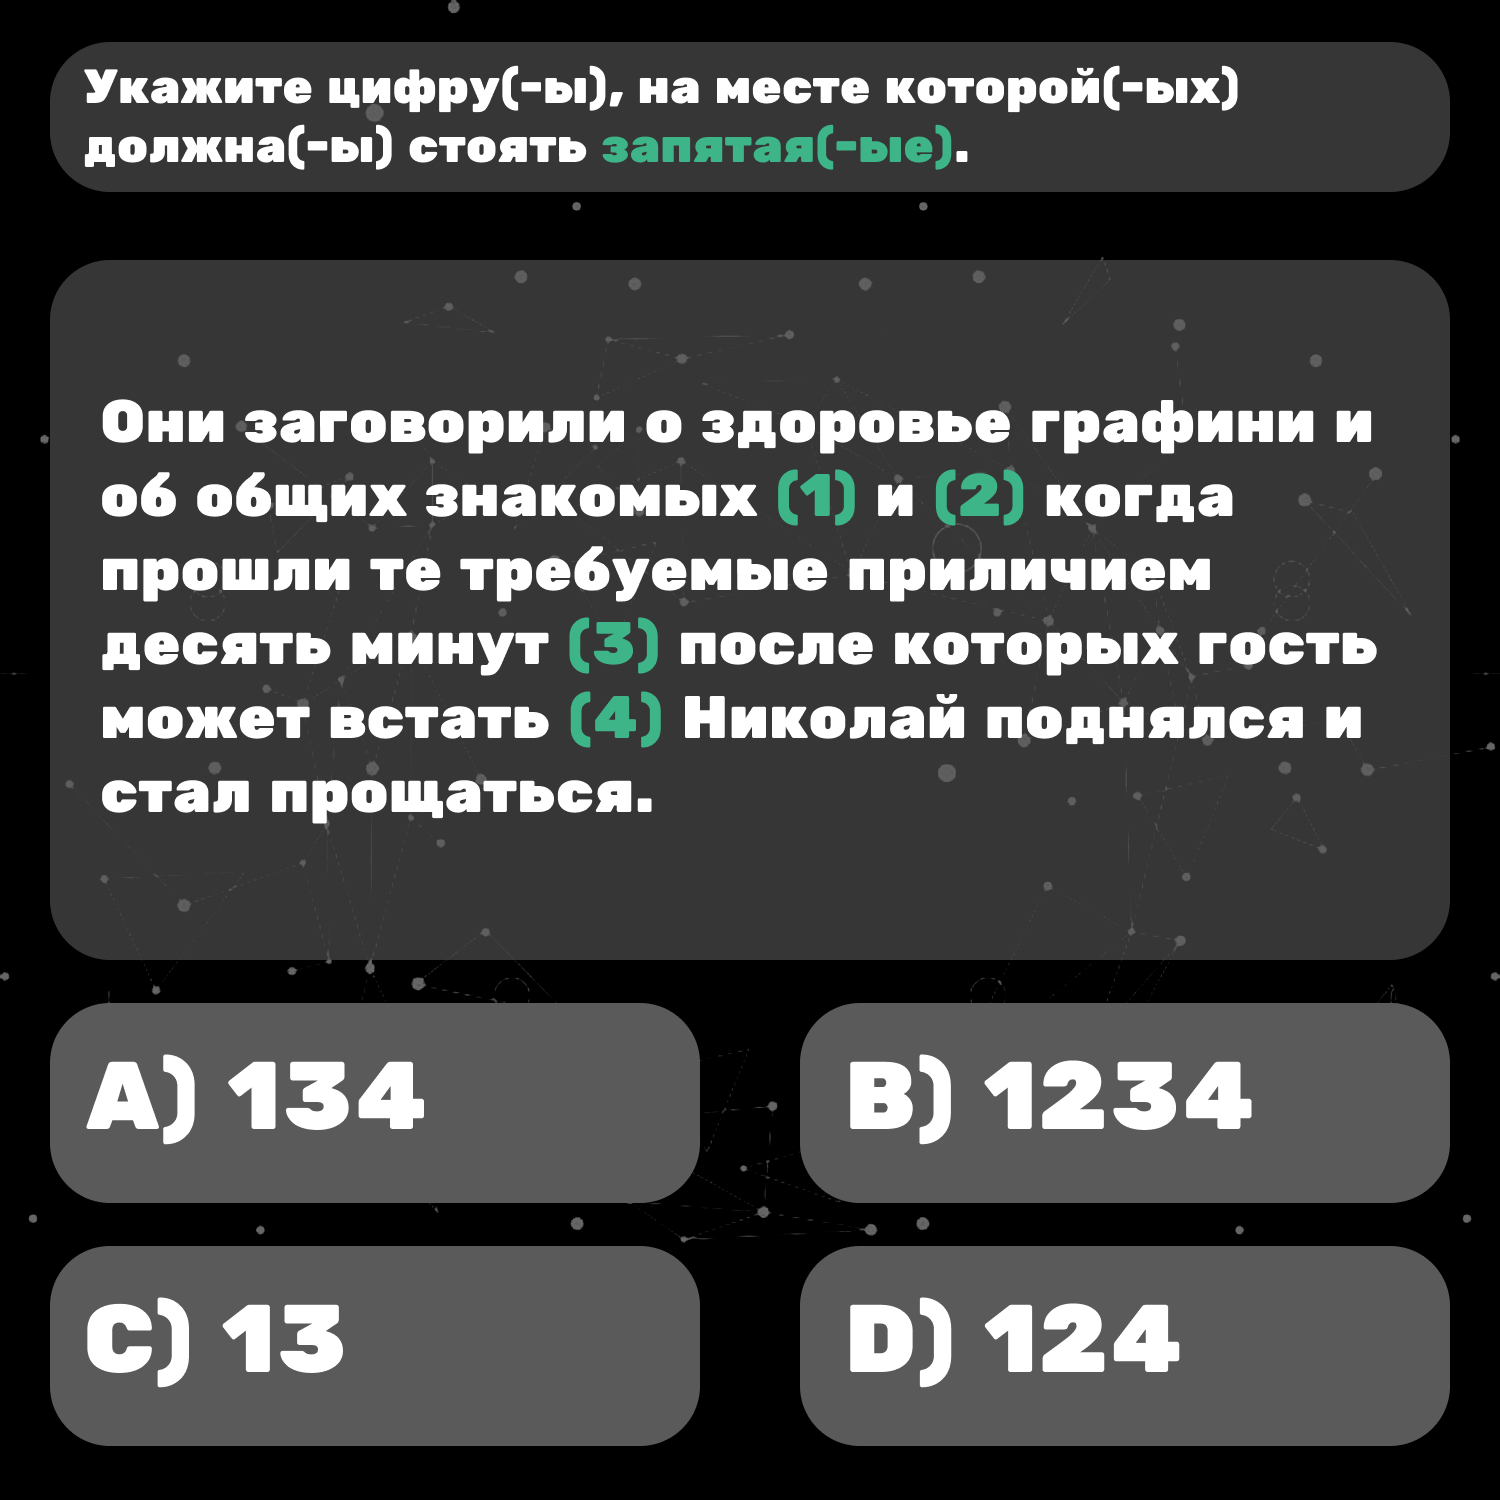 Укажите цифру(-ы), на месте которой(-ых)
должна(-ы) стоять запятая(-ые).
Они заговорили о здоровье графини и
об общих знакомых (1) и (2) когда
прошли те требуемые приличием
десять минут (3) после которых гость
может встать (4) Николай поднялся и
стал прощаться.
A) 134
B) 1234
C) 13
D) 124